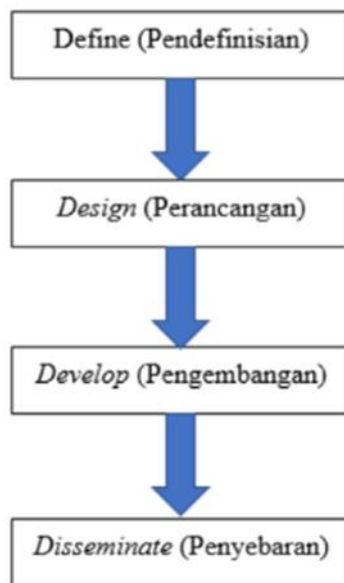 Define (Pendefinisian)
Design (Perancangan)
Develop (Pengembangan)
Disseminate (Penyebaran)